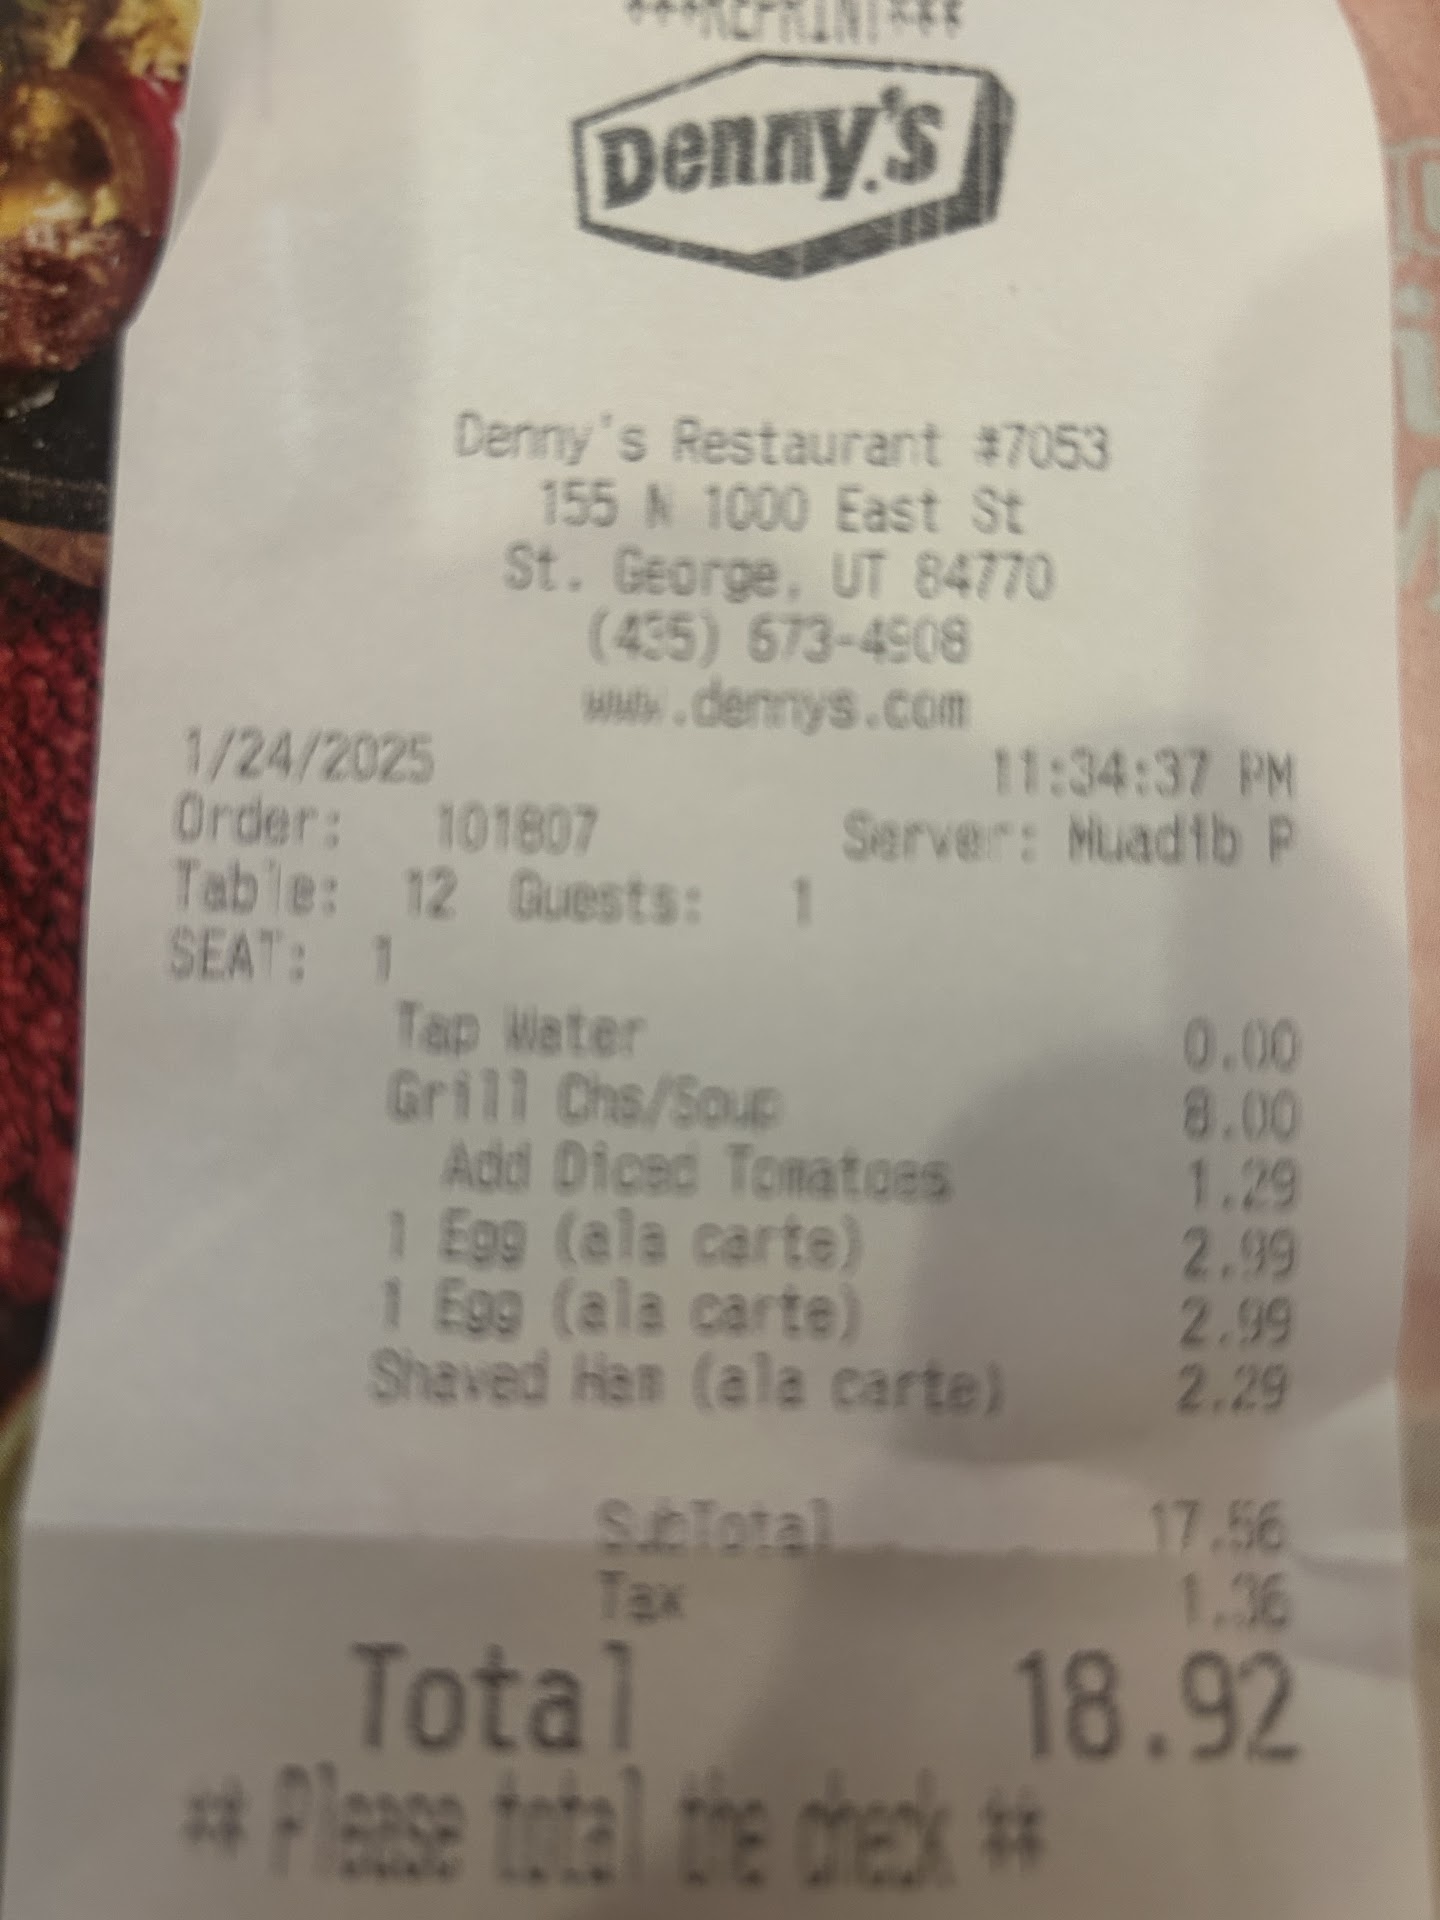 ***REPRINT***
Denny's
Denny's Restaurant #7053
155 N 1000 East St
St. George, UT 84770
(435) 673-4908
www.dennys.com
1/24/2025 11:34:37 PM
Order: 101807 Server: Muadib P
Table: 12 Guests: 1
SEAT: 1
Tap Water 0.00
Grill Chs/Soup 8.00
Add Diced Tomatoes 1.29
1 Egg (ala carte) 2.99
1 Egg (ala carte) 2.99
Shaved Ham (ala carte) 2.29
SubTotal 17.56
Tax 1.36
Total 18.92
** Please total the check **